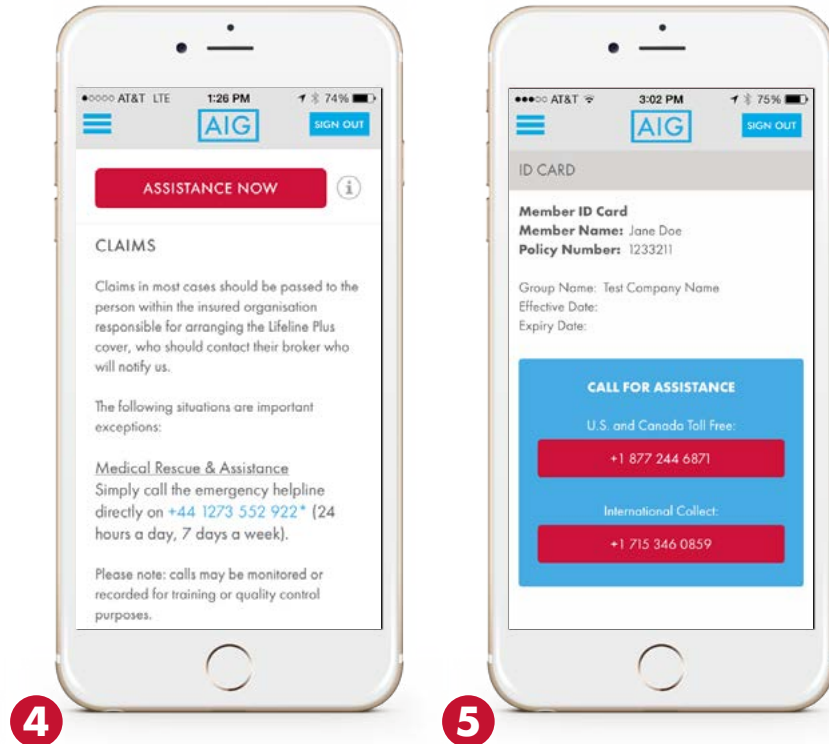 AT&T LTE 1:26 PM 74%
AIG
SIGN OUT
ASSISTANCE NOW
i
CLAIMS
Claims in most cases should be passed to the
person within the insured organisation
responsible for arranging the Lifeline Plus
cover, who should contact their broker who
will notify us.
The following situations are important
exceptions:
Medical Rescue & Assistance
Simply call the emergency helpline
directly on +44 1273 552 922* (24
hours a day, 7 days a week).
Please note: calls may be monitored or
recorded for training or quality control
purposes.
4
AT&T 3:02 PM 75%
AIG
SIGN OUT
ID CARD
Member ID Card
Member Name: Jane Doe
Policy Number: 1233211
Group Name: Test Company Name
Effective Date:
Expiry Date:
CALL FOR ASSISTANCE
U.S. and Canada Toll Free:
+1 877 244 6871
International Collect:
+1 715 346 0859
5